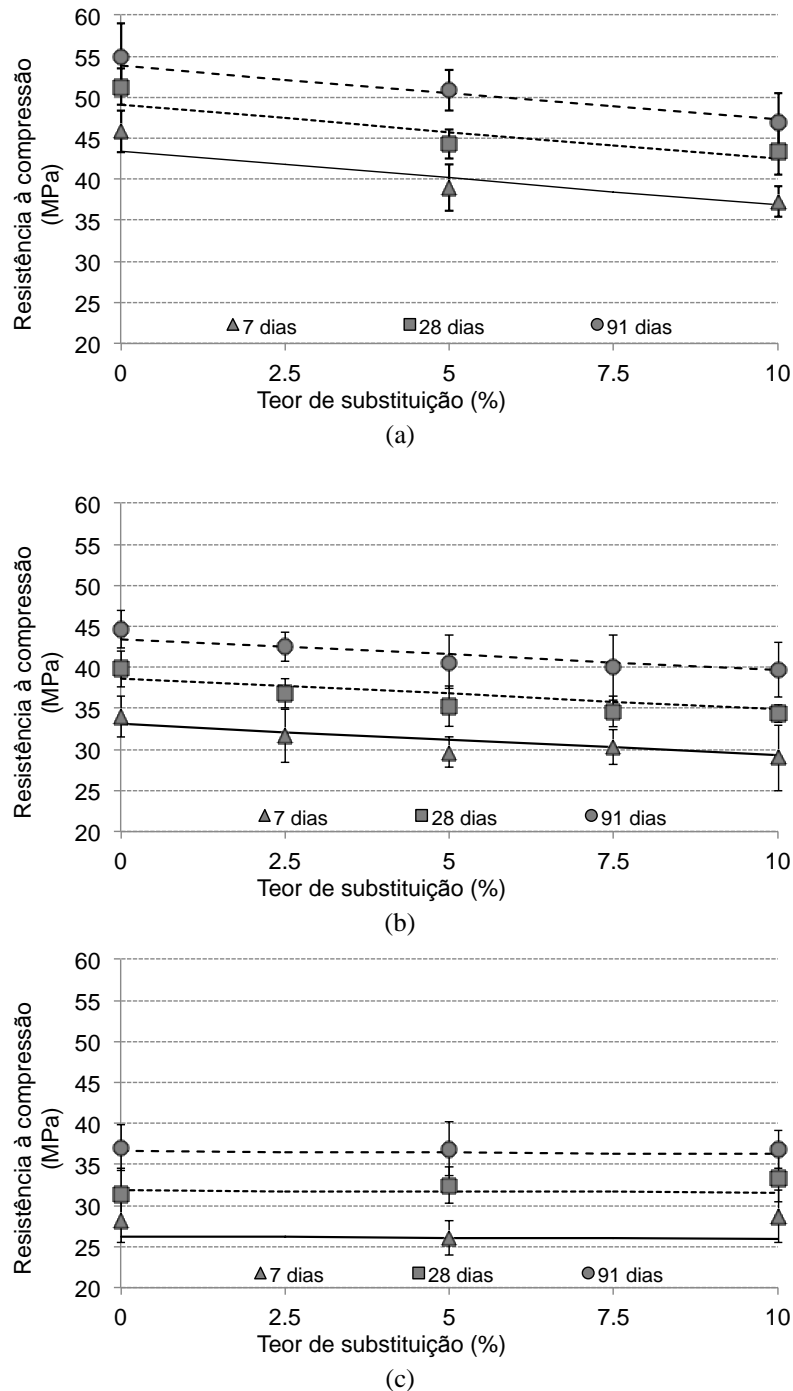 60
55
50
45
40
35
30
25
20
Resistência à compressão
(MPa)
7 dias 28 dias 91 dias
0 2.5 5 7.5 10
Teor de substituição (%)
(a)
60
55
50
45
40
35
30
25
20
Resistência à compressão
(MPa)
7 dias 28 dias 91 dias
0 2.5 5 7.5 10
Teor de substituição (%)
(b)
60
55
50
45
40
35
30
25
20
Resistência à compressão
(MPa)
7 dias 28 dias 91 dias
0 2.5 5 7.5 10
Teor de substituição (%)
(c)